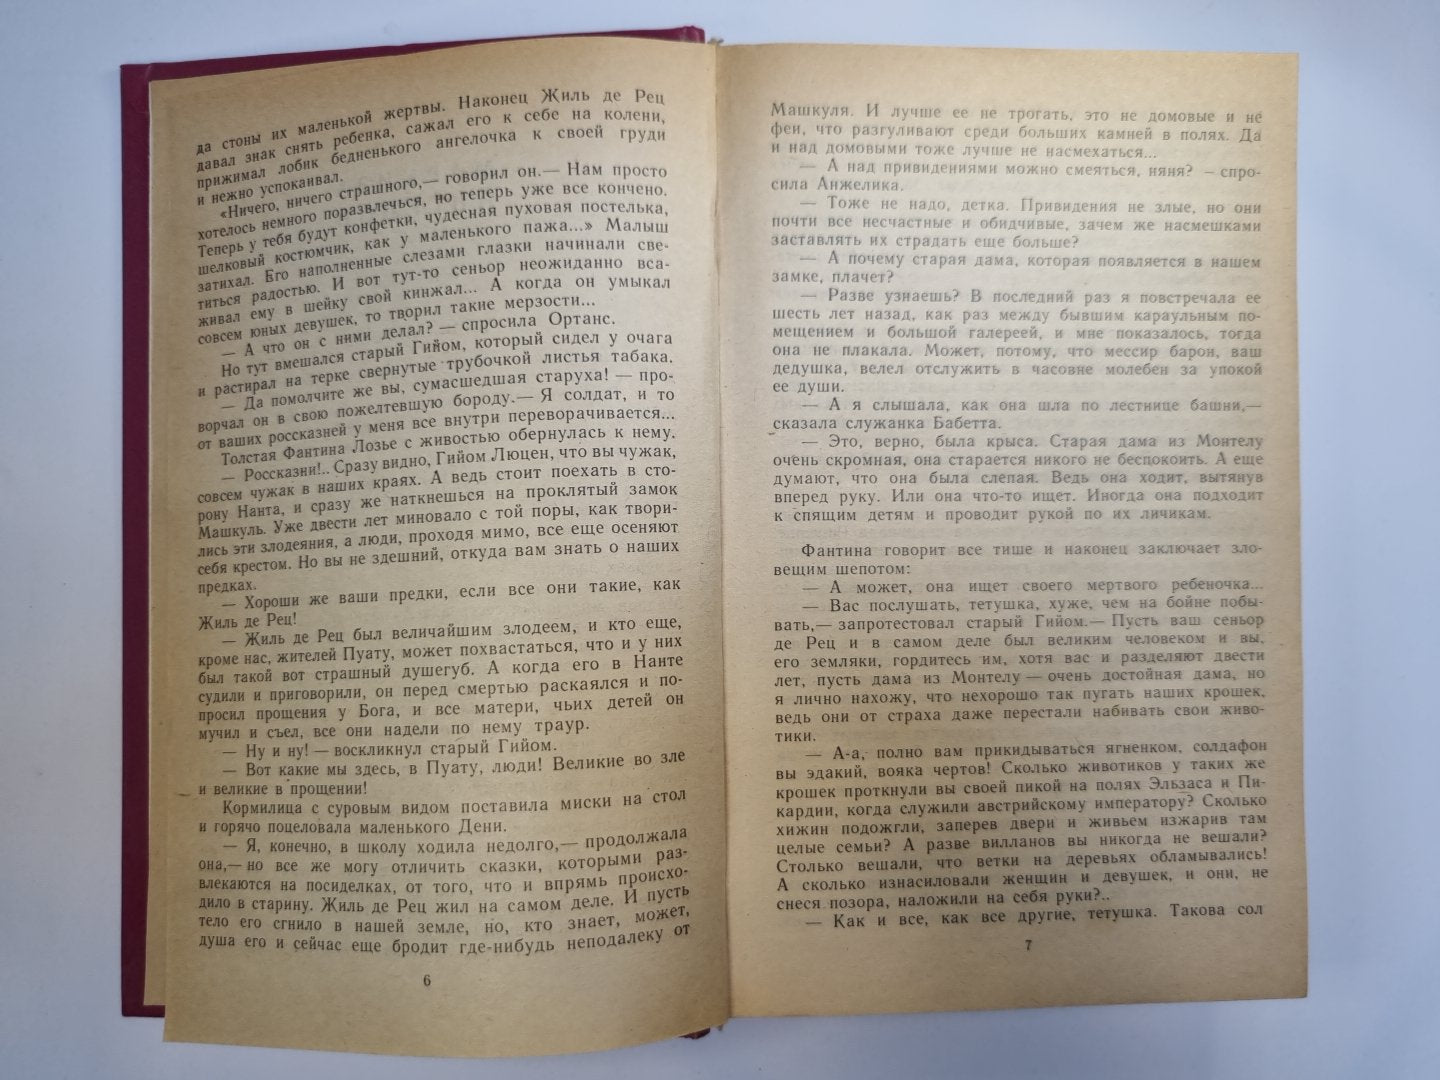 да стоны их маленькой жертвы. Наконец Жиль де Рец
давал знак снять ребенка, сажал его к себе на колени,
прижимал лобик бедненького ангелочка к своей груди
и нежно успокаивал.
«Ничего, ничего страшного,— говорил он.— Нам просто
хотелось немного поразвлечься, но теперь уже все кончено.
Теперь у тебя будут конфетки, чудесная пуховая постелька,
шелковый костюмчик, как у маленького пажа...» Малыш
затихал. Его наполненные слезами глазки начинали све-
титься радостью. И вот тут-то сеньор неожиданно вса-
живал ему в шейку свой кинжал... А когда он умыкал
совсем юных девушек, то творил такие мерзости...
— А что он с ними делал? — спросила Ортанс.
Но тут вмешался старый Гийом, который сидел у очага
и растирал на терке свернутые трубочкой листья табака.
— Да помолчите же вы, сумасшедшая старуха! — про-
ворчал он в свою пожелтевшую бороду.— Я солдат, и то
от ваших россказней у меня все внутри переворачивается...
Толстая Фантина Лозье с живостью обернулась к нему.
— Россказни!.. Сразу видно, Гийом Люцен, что вы чужак,
совсем чужак в наших краях. А ведь стоит поехать в сто-
рону Нанта, и сразу же наткнешься на проклятый замок
Машкуль. Уже двести лет миновало с той поры, как твори-
лись эти злодеяния, а люди, проходя мимо, все еще осеняют
себя крестом. Но вы не здешний, откуда вам знать о наших
предках.
— Хороши же ваши предки, если все они такие, как
Жиль де Рец!
— Жиль де Рец был величайшим злодеем, и кто еще,
кроме нас, жителей Пуату, может похвастаться, что и у них
был такой вот страшный душегуб. А когда его в Нанте
судили и приговорили, он перед смертью раскаялся и по-
просил прощения у Бога, и все матери, чьих детей он
мучил и съел, все они надели по нему траур.
— Ну и ну! — воскликнул старый Гийом.
— Вот какие мы здесь, в Пуату, люди! Великие во зле
и великие в прощении!
Кормилица с суровым видом поставила миски на стол
и горячо поцеловала маленького Дени.
— Я, конечно, в школу ходила недолго,— продолжала
она,— но все же могу отличить сказки, которыми раз-
влекаются на посиделках, от того, что и впрямь происхо-
дило в старину. Жиль де Рец жил на самом деле. И пусть
тело его сгнило в нашей земле, но, кто знает, может,
душа его и сейчас еще бродит где-нибудь неподалеку от
6
Машкуля. И лучше ее не трогать, это не домовые и не
феи, что разгуливают среди больших камней в полях. Да
и над домовыми тоже лучше не насмехаться...
— А над привидениями можно смеяться, няня? — спро-
сила Анжелика.
— Тоже не надо, детка. Привидения не злые, но они
почти все несчастные и обидчивые, зачем же насмешками
заставлять их страдать еще больше?
— А почему старая дама, которая появляется в нашем
замке, плачет?
— Разве узнаешь? В последний раз я повстречала ее
шесть лет назад, как раз между бывшим караульным по-
мещением и большой галереей, и мне показалось, тогда
она не плакала. Может, потому, что мессир барон, ваш
дедушка, велел отслужить в часовне молебен за упокой
ее души.
— А я слышала, как она шла по лестнице башни,—
сказала служанка Бабетта.
— Это, верно, была крыса. Старая дама из Монтелу
очень скромная, она старается никого не беспокоить. А еще
думают, что она была слепая. Ведь она ходит, вытянув
вперед руку. Или она что-то ищет. Иногда она подходит
к спящим детям и проводит рукой по их личикам.
Фантина говорит все тише и наконец заключает зло-
вещим шепотом:
— А может, она ищет своего мертвого ребеночка...
— Вас послушать, тетушка, хуже, чем на бойне побы-
вать,— запротестовал старый Гийом.— Пусть ваш сеньор
де Рец и в самом деле был великим человеком и вы,
его земляки, гордитесь им, хотя вас и разделяют двести
лет, пусть дама из Монтелу — очень достойная дама, но
я лично нахожу, что нехорошо так пугать наших крошек,
ведь они от страха даже перестали набивать свои живо-
тики.
— А-а, полно вам прикидываться ягненком, солдафон
вы эдакий, вояка чертов! Сколько животиков у таких же
крошек проткнули вы своей пикой на полях Эльзаса и Пи-
кардии, когда служили австрийскому императору? Сколько
хижин подожгли, заперев двери и живьем изжарив там
целые семьи? А разве вилланов вы никогда не вешали?
Столько вешали, что ветки на деревьях обламывались!
А сколько изнасиловали женщин и девушек, и они, не
снеся позора, наложили на себя руки?..
— Как и все, как все другие, тетушка. Такова сол
7